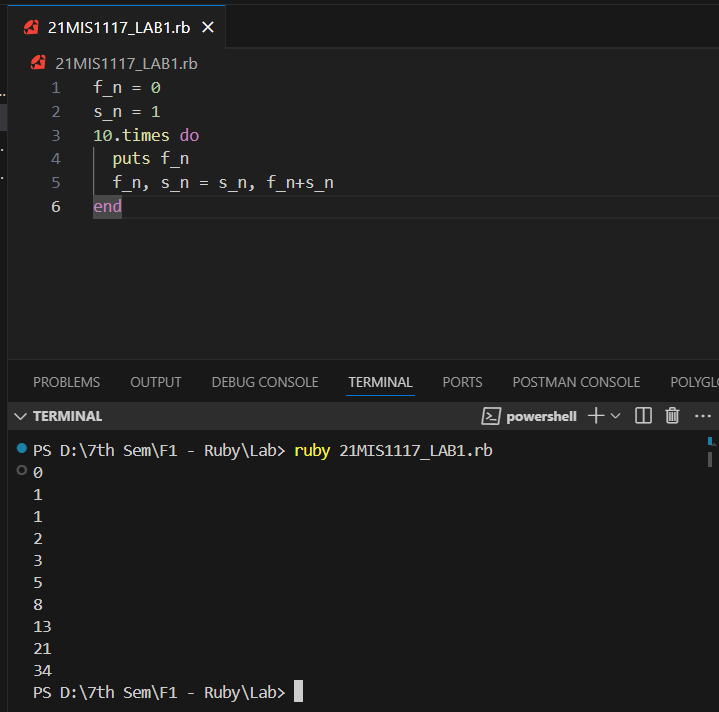 21MIS1117_LAB1.rb
21MIS1117_LAB1.rb
1 f_n = 0
2 s_n = 1
3 10.times do
4 puts f_n
5 f_n, s_n = s_n, f_n+s_n
6 end
PROBLEMS OUTPUT DEBUG CONSOLE TERMINAL PORTS POSTMAN CONSOLE POLYGLO
TERMINAL powershell
PS D:\7th Sem\F1 - Ruby\Lab> ruby 21MIS1117_LAB1.rb
0
1
1
2
3
5
8
13
21
34
PS D:\7th Sem\F1 - Ruby\Lab>